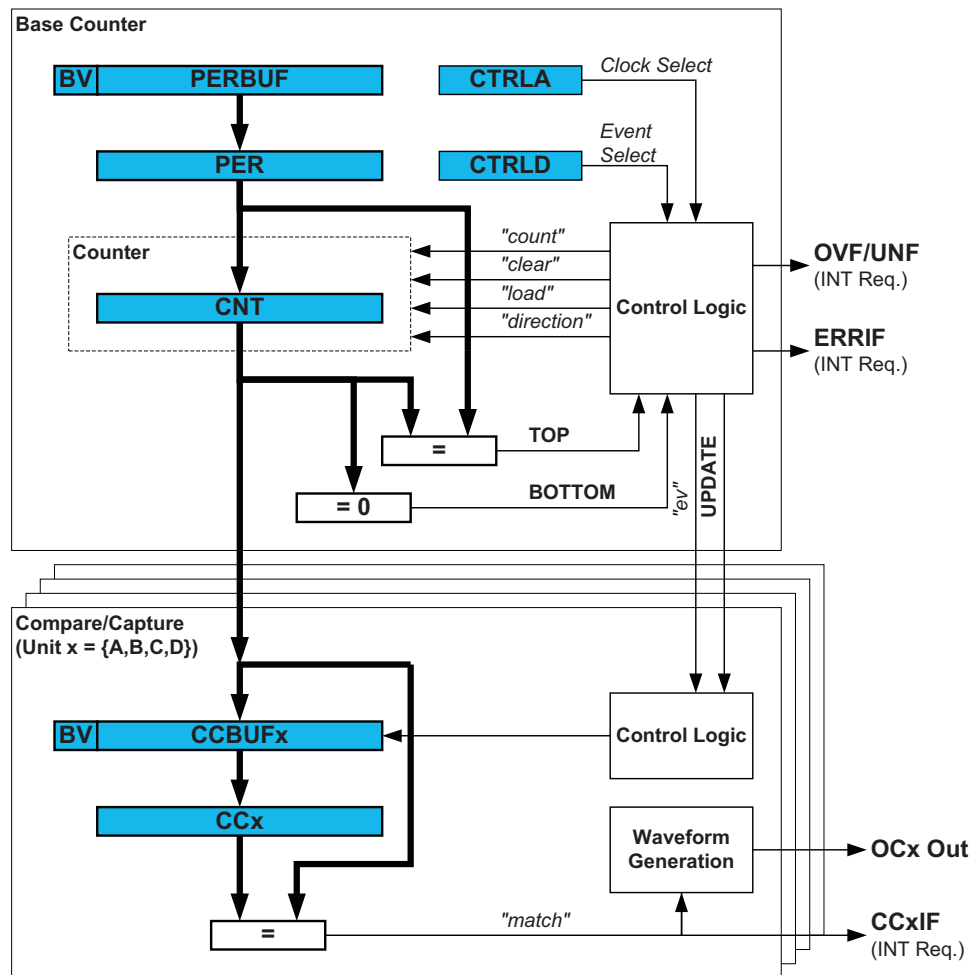 Base Counter
BV
PERBUF
CTRLA
Clock Select
PER
CTRLD
Event
Select
Counter
CNT
"count"
"clear"
"load"
"direction"
Control Logic
OVF/UNF
(INT Req.)
ERRIF
(INT Req.)
=
TOP
= 0
BOTTOM
"ev"
UPDATE
Compare/Capture
(Unit x = {A,B,C,D})
BV
CCBUFx
Control Logic
CCx
Waveform
Generation
OCx Out
=
"match"
CCxIF
(INT Req.)